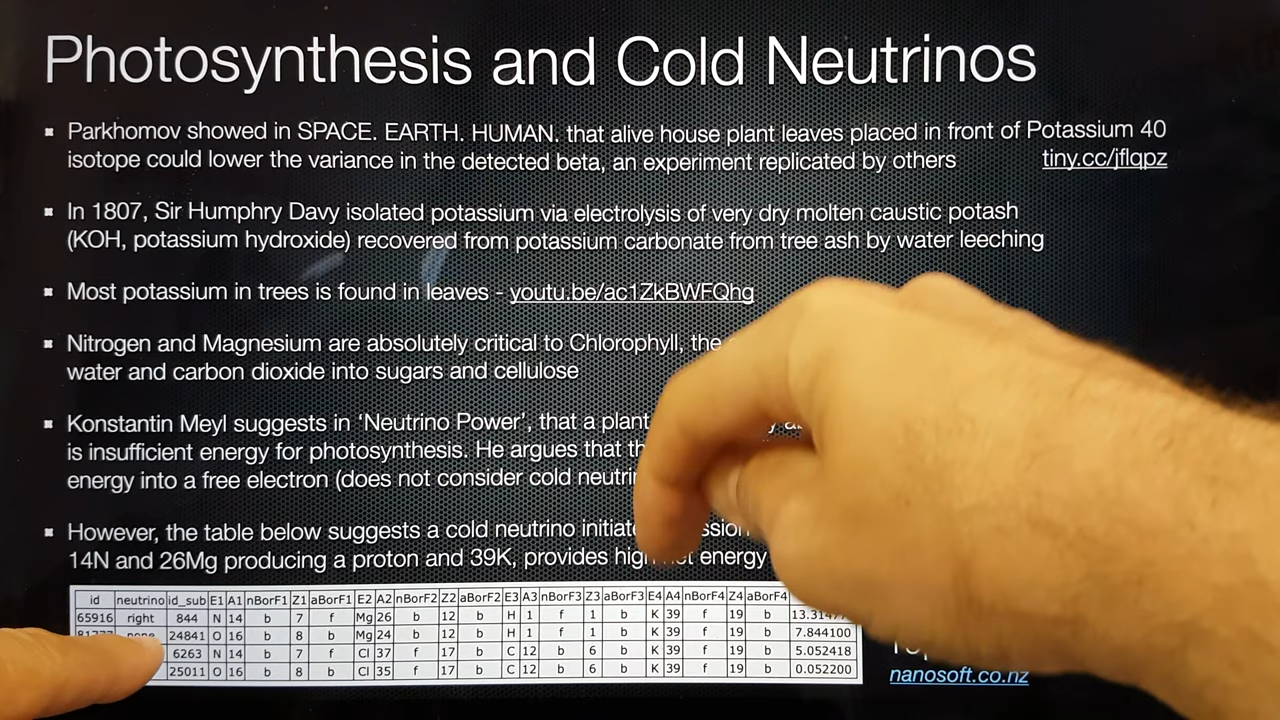 Photosynthesis and Cold Neutrinos
Parkhomov showed in SPACE. EARTH. HUMAN. that alive house plant leaves placed in front of Potassium 40
isotope could lower the variance in the detected beta, an experiment replicated by others tiny.cc/jflqpz
In 1807, Sir Humphry Davy isolated potassium via electrolysis of very dry molten caustic potash
(KOH, potassium hydroxide) recovered from potassium carbonate from tree ash by water leeching
Most potassium in trees is found in leaves - youtu.be/ac1ZkBWFQhg
Nitrogen and Magnesium are absolutely critical to Chlorophyll, the
water and carbon dioxide into sugars and cellulose
Konstantin Meyl suggests in ‘Neutrino Power’, that a plant
is insufficient energy for photosynthesis. He argues that
energy into a free electron (does not consider cold
However, the table below suggests a cold neutrino
14N and 26Mg producing a proton and 39K, provides energy
id neutrino id_sub E1 A1 nBorF1 Z1 aBorF1 E2 A2 nBorF2 Z2 aBorF2 E3 A3 nBorF3 Z3 aBorF3 E4 A4 nBorF4 Z4 aBorF4
65916 right 844 N 14 b 7 f Mg 26 b 12 b H 1 f 1 b K 39 f 19 b
24841 O 16 b 8 b Mg 24 b 12 b H 1 f 1 b K 39 f 19 b 7.844100
6263 N 14 b 7 f Cl 37 f 17 b C 12 b 6 b K 39 f 19 b 5.052418
25011 O 16 b 8 b Cl 35 f 17 b C 12 b 6 b K 39 f 19 b 0.052200
nanosoft.co.nz